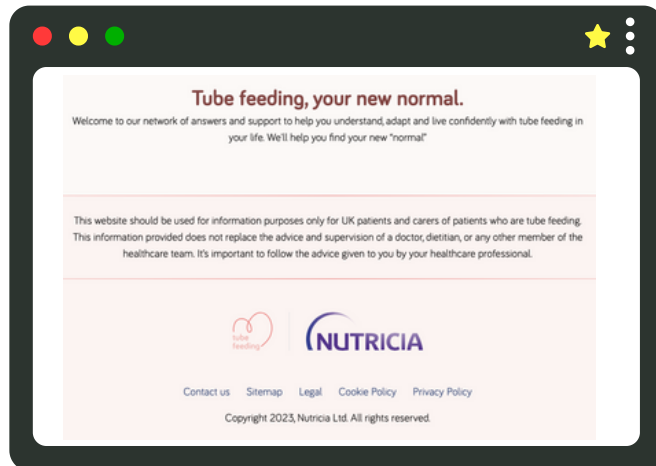 Tube feeding, your new normal.
Welcome to our network of answers and support to help you understand, adapt and live confidently with tube feeding in
your life. We'll help you find your new "normal"
This website should be used for information purposes only for UK patients and carers of patients who are tube feeding.
This information provided does not replace the advice and supervision of a doctor, dietitian, or any other member of the
healthcare team. It's important to follow the advice given to you by your healthcare professional.
tube
feeding
NUTRICIA
Contact us Sitemap Legal Cookie Policy Privacy Policy
Copyright 2023, Nutricia Ltd. All rights reserved.